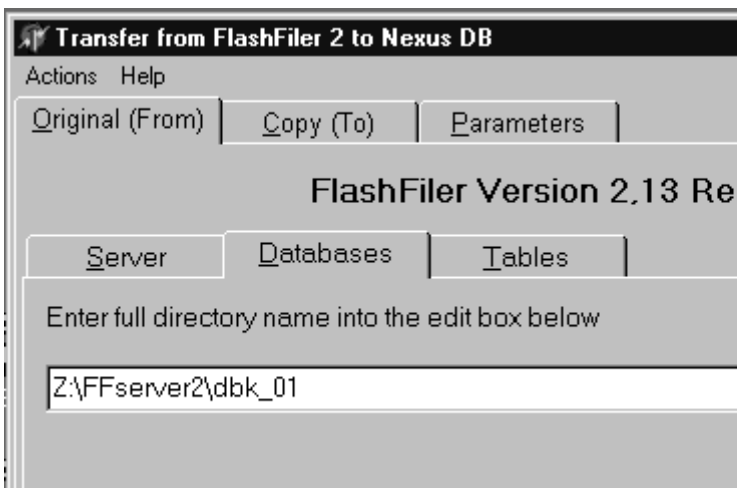 Transfer from FlashFiler 2 to Nexus DB
Actions Help
Original (From) Copy (To) Parameters
FlashFiler Version 2,13 Re
Server Databases Tables
Enter full directory name into the edit box below
Z:\FFserver2\dbk_01